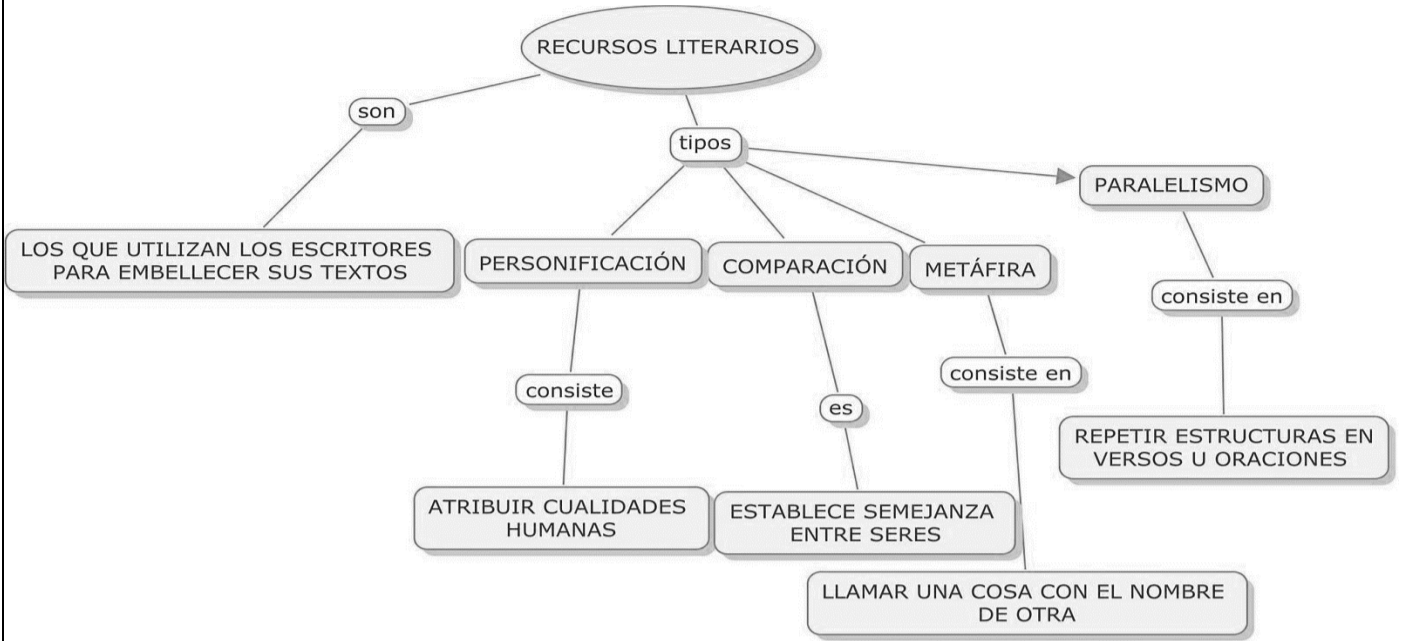 RECURSOS LITERARIOS
son
tipos
PARALELISMO
LOS QUE UTILIZAN LOS ESCRITORES
PARA EMBELLECER SUS TEXTOS
PERSONIFICACIÓN
COMPARACIÓN
METÁFIRA
consiste en
consiste
es
consiste en
REPETIR ESTRUCTURAS EN
VERSOS U ORACIONES
ATRIBUIR CUALIDADES
HUMANAS
ESTABLECE SEMEJANZA
ENTRE SERES
LLAMAR UNA COSA CON EL NOMBRE
DE OTRA